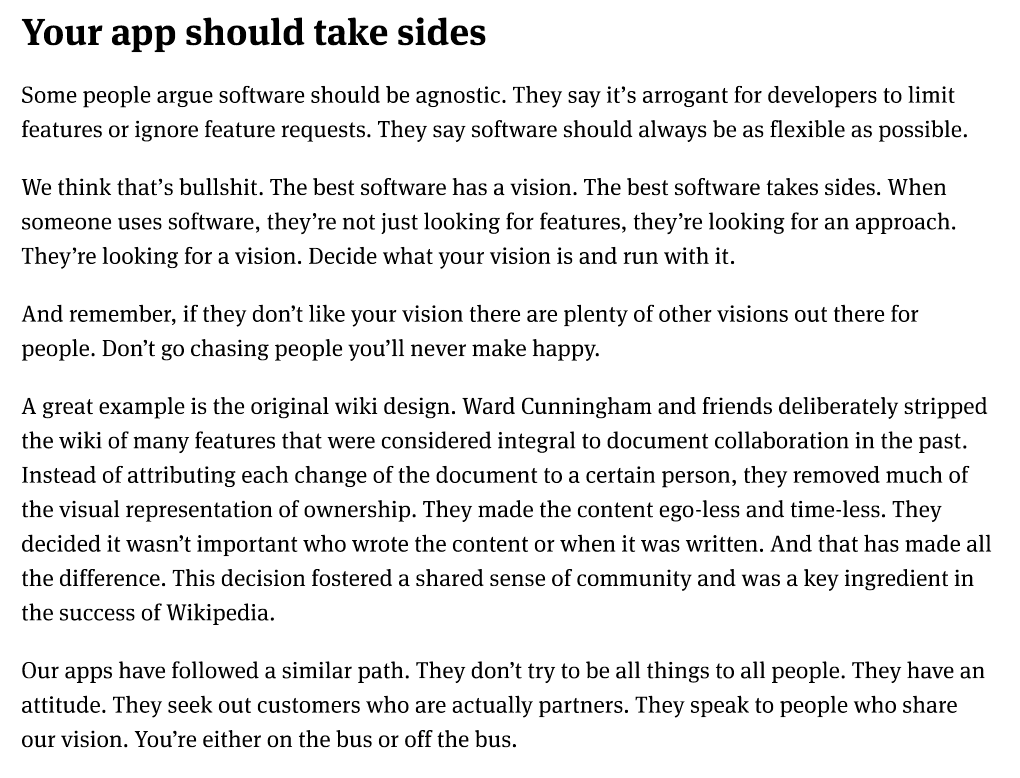 Your app should take sides
Some people argue software should be agnostic. They say it’s arrogant for developers to limit
features or ignore feature requests. They say software should always be as flexible as possible.
We think that’s bullshit. The best software has a vision. The best software takes sides. When
someone uses software, they’re not just looking for features, they’re looking for an approach.
They’re looking for a vision. Decide what your vision is and run with it.
And remember, if they don’t like your vision there are plenty of other visions out there for
people. Don’t go chasing people you’ll never make happy.
A great example is the original wiki design. Ward Cunningham and friends deliberately stripped
the wiki of many features that were considered integral to document collaboration in the past.
Instead of attributing each change of the document to a certain person, they removed much of
the visual representation of ownership. They made the content ego-less and time-less. They
decided it wasn’t important who wrote the content or when it was written. And that has made all
the difference. This decision fostered a shared sense of community and was a key ingredient in
the success of Wikipedia.
Our apps have followed a similar path. They don’t try to be all things to all people. They have an
attitude. They seek out customers who are actually partners. They speak to people who share
our vision. You’re either on the bus or off the bus.